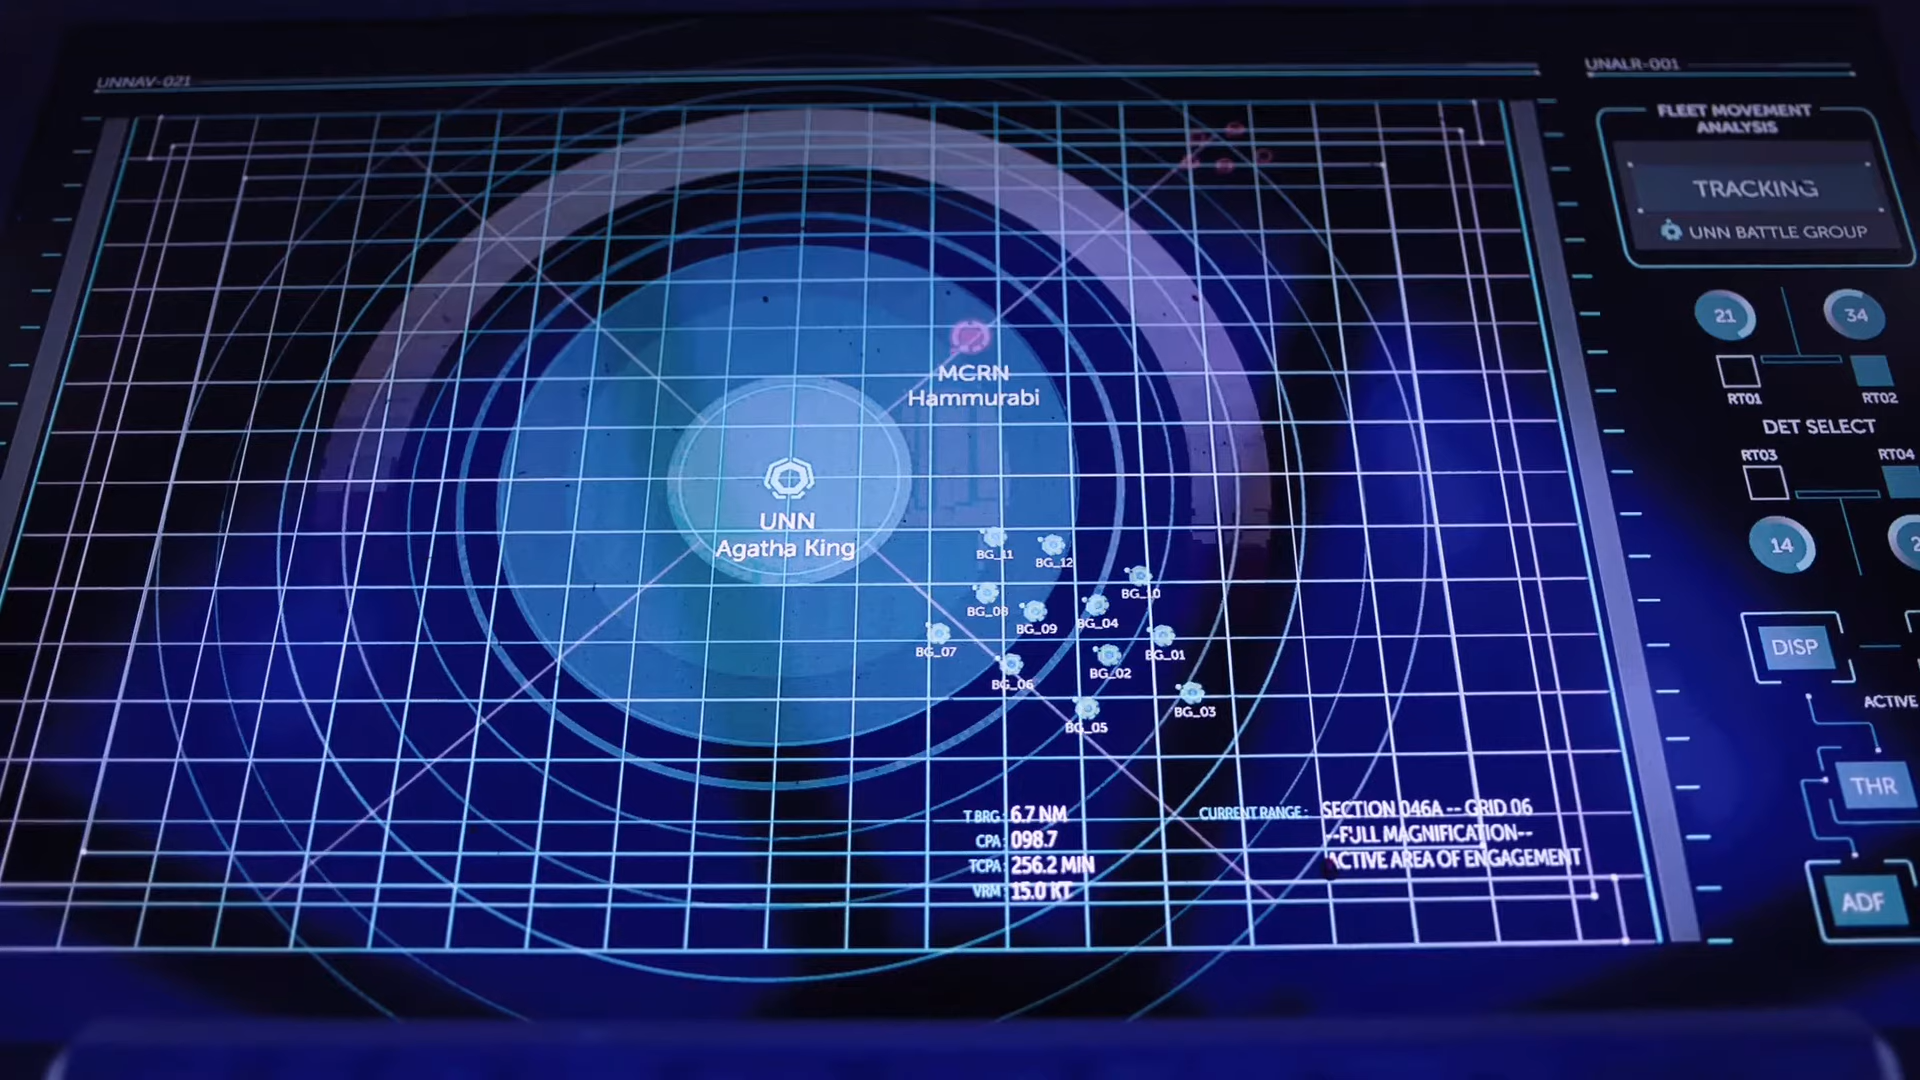 UNNAV-021
UNALR-001
FLEET MOVEMENT
ANALYSIS
TRACKING
UNN BATTLE GROUP
21
34
RT01
RT02
DET SELECT
RT03
RT04
14
DISP
ACTIVE
THR
ADF
MCRN
Hammurabi
UNN
Agatha King
BG_11
BG_12
BG_10
BG_08
BG_09
BG_04
BG_07
BG_01
BG_06
BG_02
BG_03
BG_05
T BRG : 6.7 NM
CPA : 098.7
TCPA : 256.2 MIN
VRM : 15.0 KT
CURRENT RANGE : SECTION 046A -- GRID 06
--FULL MAGNIFICATION--
ACTIVE AREA OF ENGAGEMENT